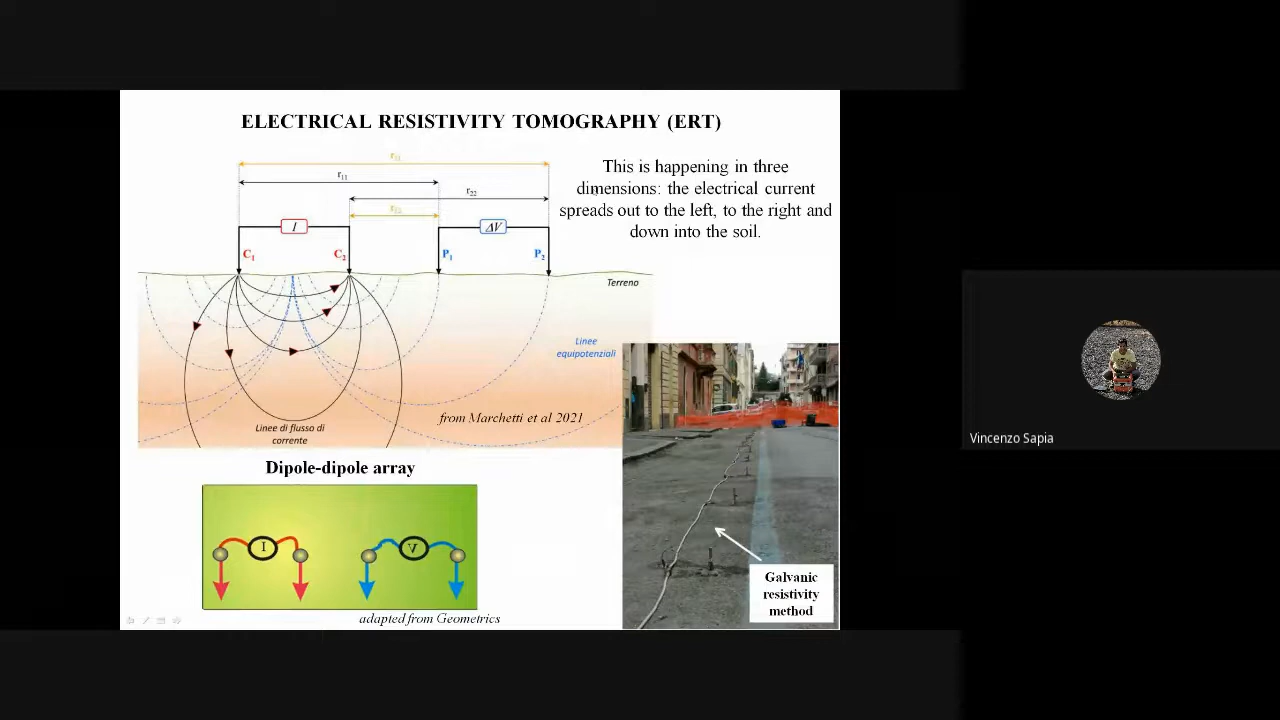 ELECTRICAL RESISTIVITY TOMOGRAPHY (ERT)
This is happening in three
dimensions: the electrical current
spreads out to the left, to the right and
down into the soil.
r₁₁
r₂₂
I
ΔV
C₁
C₂
P₁
P₂
Terreno
Linee
equipotenziali
from Marchetti et al 2021
Linee di flusso di
corrente
Dipole-dipole array
I
V
adapted from Geometrics
Galvanic
resistivity
method
Vincenzo Sapia